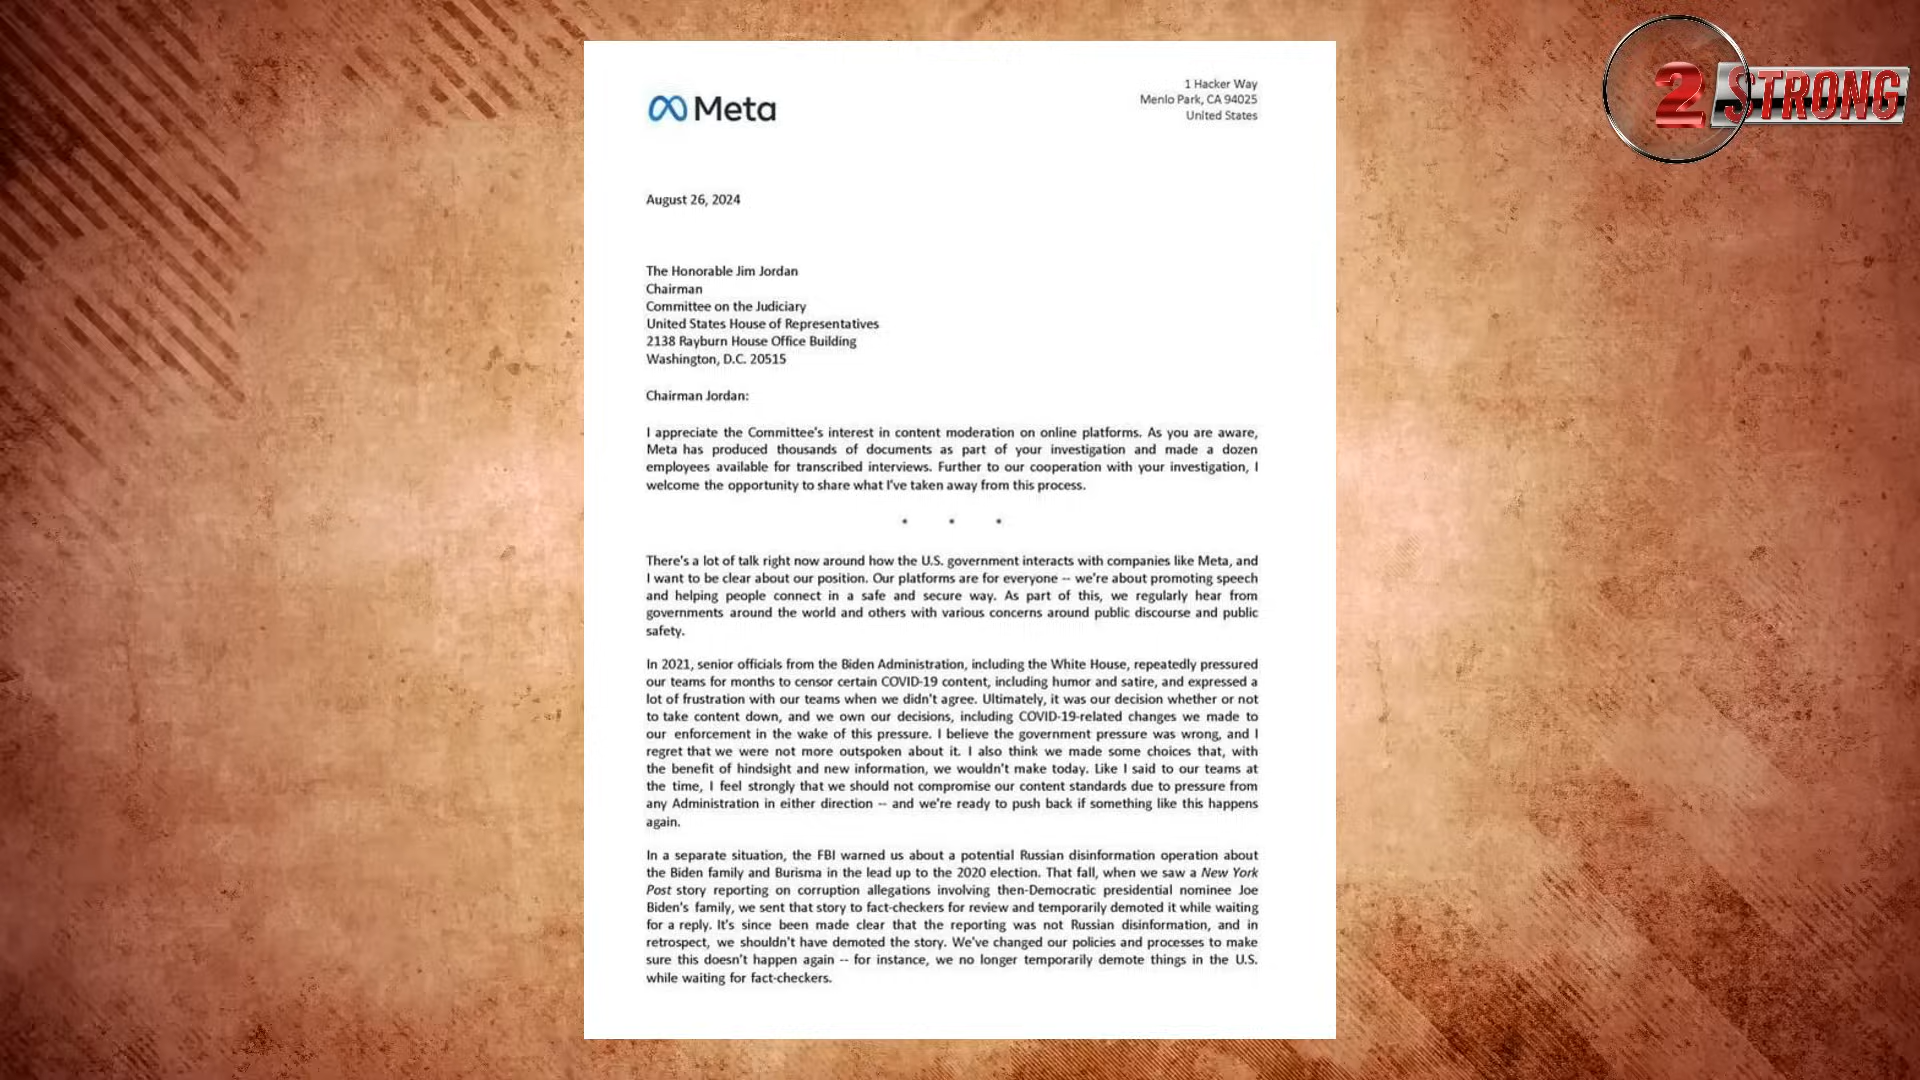 2 STRONG
Meta
1 Hacker Way
Menlo Park, CA 94025
United States
August 26, 2024
The Honorable Jim Jordan
Chairman
Committee on the Judiciary
United States House of Representatives
2138 Rayburn House Office Building
Washington, D.C. 20515
Chairman Jordan:
I appreciate the Committee's interest in content moderation on online platforms. As you are aware,
Meta has produced thousands of documents as part of your investigation and made a dozen
employees available for transcribed interviews. Further to our cooperation with your investigation, I
welcome the opportunity to share what I've taken away from this process.
* * *
There's a lot of talk right now around how the U.S. government interacts with companies like Meta, and
I want to be clear about our position. Our platforms are for everyone -- we're about promoting speech
and helping people connect in a safe and secure way. As part of this, we regularly hear from
governments around the world and others with various concerns around public discourse and public
safety.
In 2021, senior officials from the Biden Administration, including the White House, repeatedly pressured
our teams for months to censor certain COVID-19 content, including humor and satire, and expressed a
lot of frustration with our teams when we didn't agree. Ultimately, it was our decision whether or not
to take content down, and we own our decisions, including COVID-19-related changes we made to
our enforcement in the wake of this pressure. I believe the government pressure was wrong, and I
regret that we were not more outspoken about it. I also think we made some choices that, with
the benefit of hindsight and new information, we wouldn't make today. Like I said to our teams at
the time, I feel strongly that we should not compromise our content standards due to pressure from
any Administration in either direction -- and we're ready to push back if something like this happens
again.
In a separate situation, the FBI warned us about a potential Russian disinformation operation about
the Biden family and Burisma in the lead up to the 2020 election. That fall, when we saw a New York
Post story reporting on corruption allegations involving then-Democratic presidential nominee Joe
Biden's family, we sent that story to fact-checkers for review and temporarily demoted it while waiting
for a reply. It's since been made clear that the reporting was not Russian disinformation, and in
retrospect, we shouldn't have demoted the story. We've changed our policies and processes to make
sure this doesn't happen again -- for instance, we no longer temporarily demote things in the U.S.
while waiting for fact-checkers.